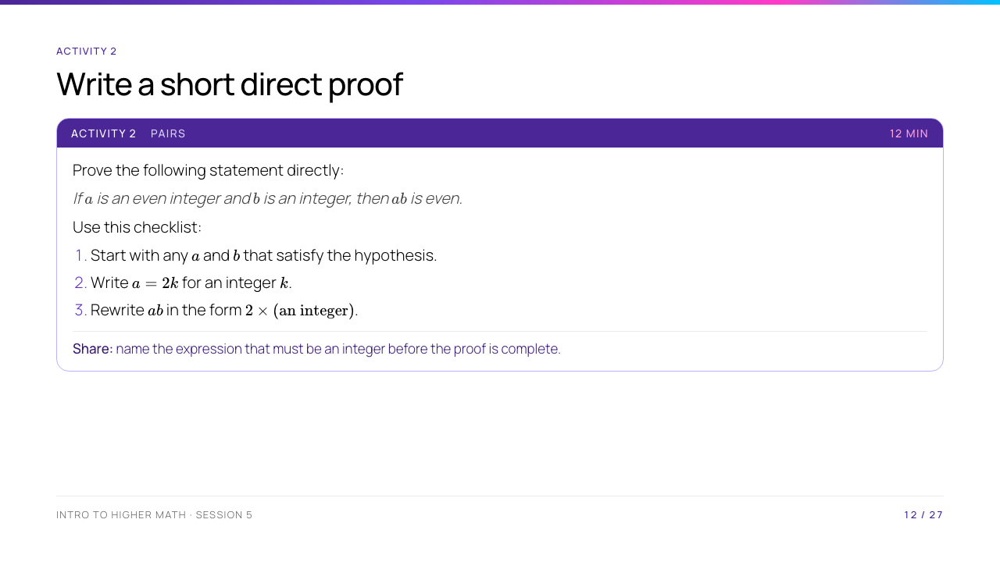 ACTIVITY 2
Write a short direct proof
ACTIVITY 2 PAIRS 12 MIN
Prove the following statement directly:
If a is an even integer and b is an integer, then ab is even.
Use this checklist:
1. Start with any a and b that satisfy the hypothesis.
2. Write a = 2k for an integer k.
3. Rewrite ab in the form 2 × (an integer).
Share: name the expression that must be an integer before the proof is complete.
INTRO TO HIGHER MATH · SESSION 5 12 / 27